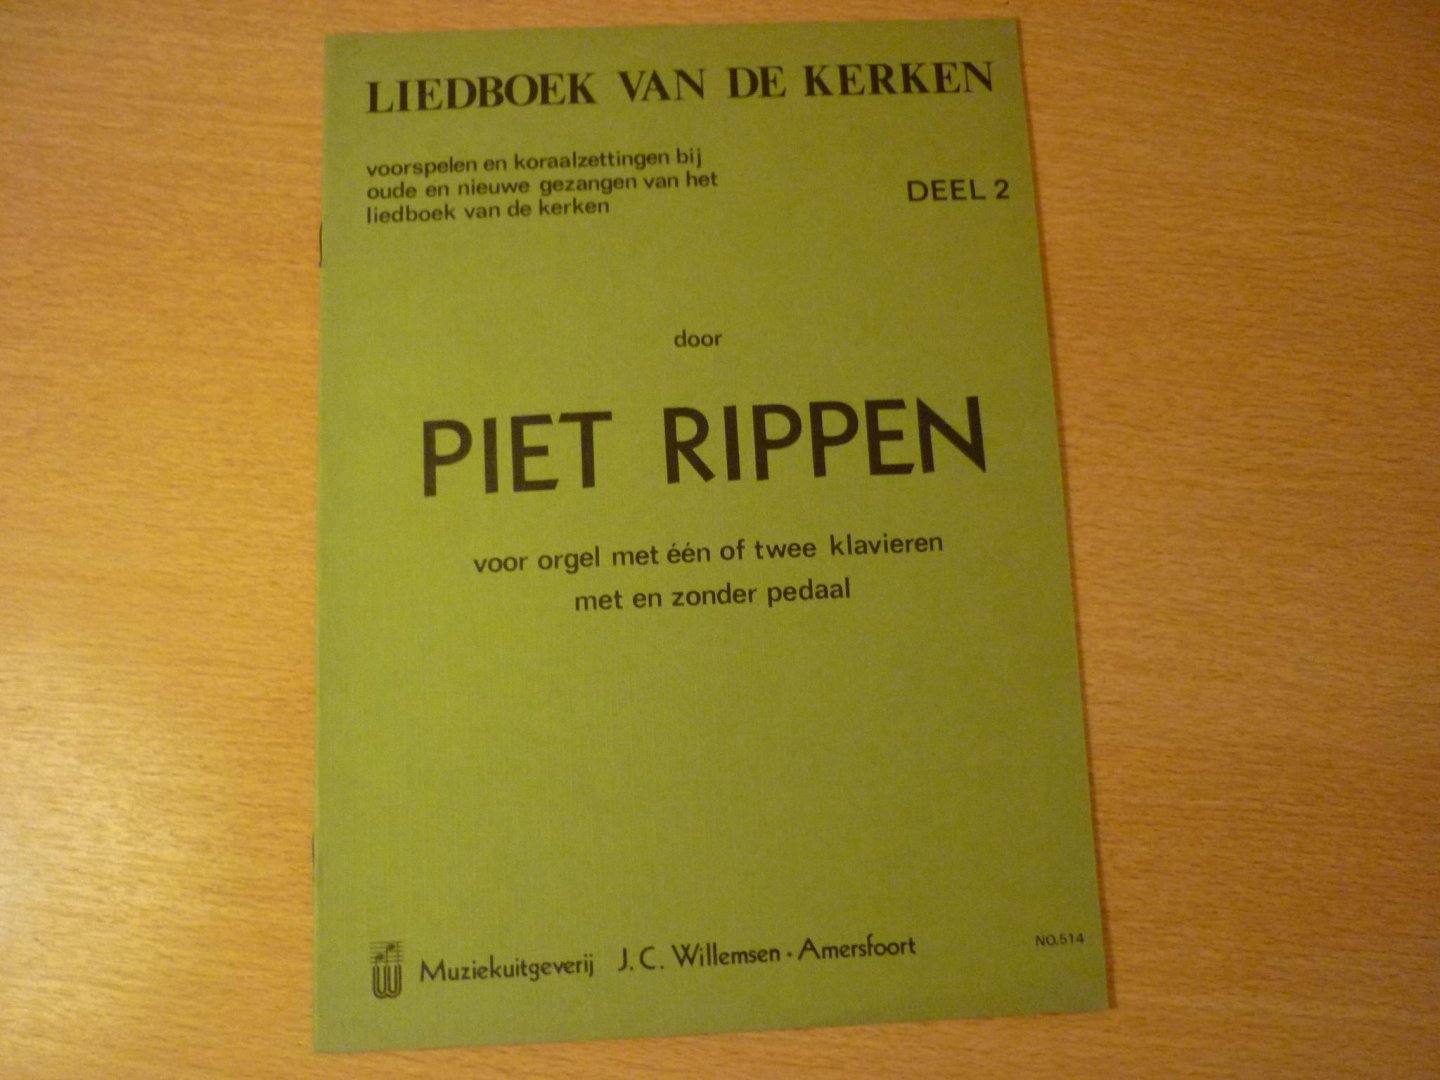 LIEDBOEK VAN DE KERKEN
voorspelen en koraalzettingen bij
oude en nieuwe gezangen van het
liedboek van de kerken
DEEL 2
door
PIET RIPPEN
voor orgel met één of twee klavieren
met en zonder pedaal
Muziekuitgeverij J. C. Willemsen - Amersfoort
NO.514